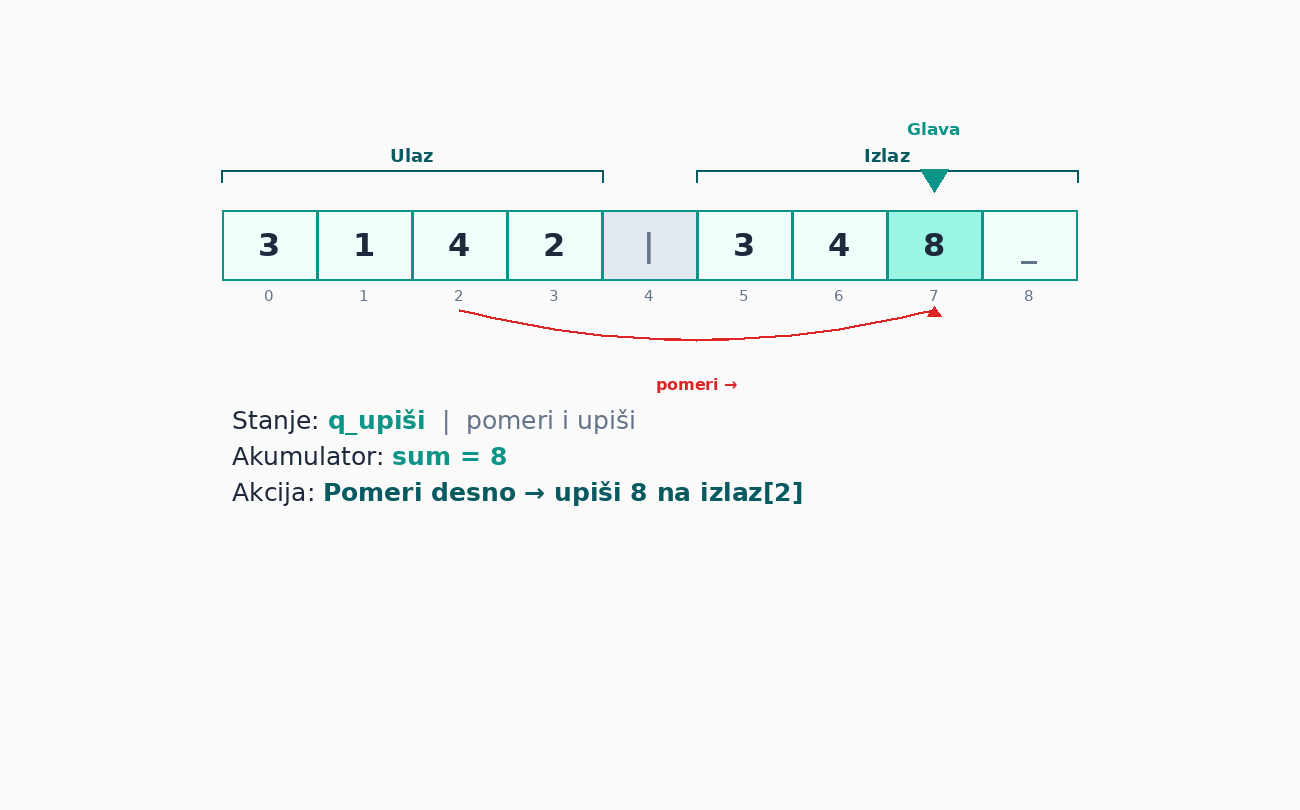 Glava
Ulaz Izlaz
3 1 4 2 | 3 4 8 _
0 1 2 3 4 5 6 7 8
pomeri →
Stanje: q_upiši | pomeri i upiši
Akumulator: sum = 8
Akcija: Pomeri desno → upiši 8 na izlaz[2]